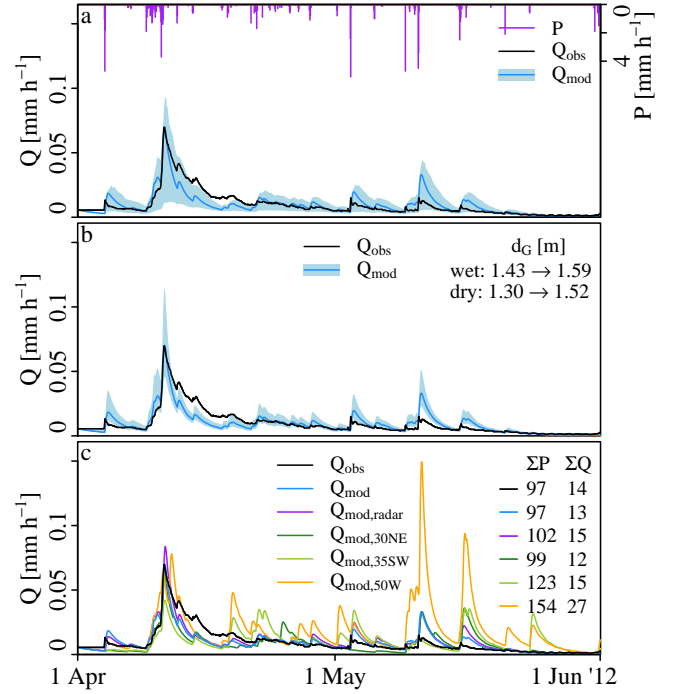 a
P
Q_obs
Q_mod
0
4
P [mm h⁻¹]
Q [mm h⁻¹]
0.1
0.05
0
b
Q_obs
Q_mod
d_G [m]
wet: 1.43 → 1.59
dry: 1.30 → 1.52
Q [mm h⁻¹]
0.1
0.05
0
c
ΣP ΣQ
Q_obs 97 14
Q_mod 97 13
Q_mod,radar 102 15
Q_mod,30NE 99 12
Q_mod,35SW 123 15
Q_mod,50W 154 27
Q [mm h⁻¹]
0.1
0.05
0
1 Apr 1 May 1 Jun '12